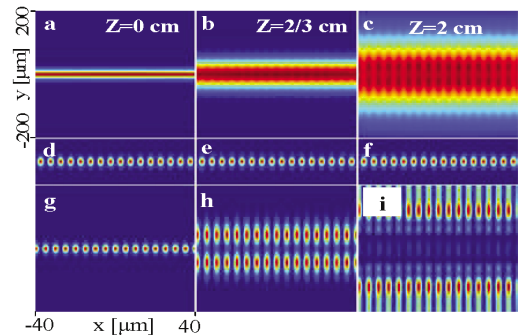 200
a Z=0 cm
b Z=2/3 cm
c Z=2 cm
y [μm]
-200
d
e
f
g
h
i
-40
x [μm]
40